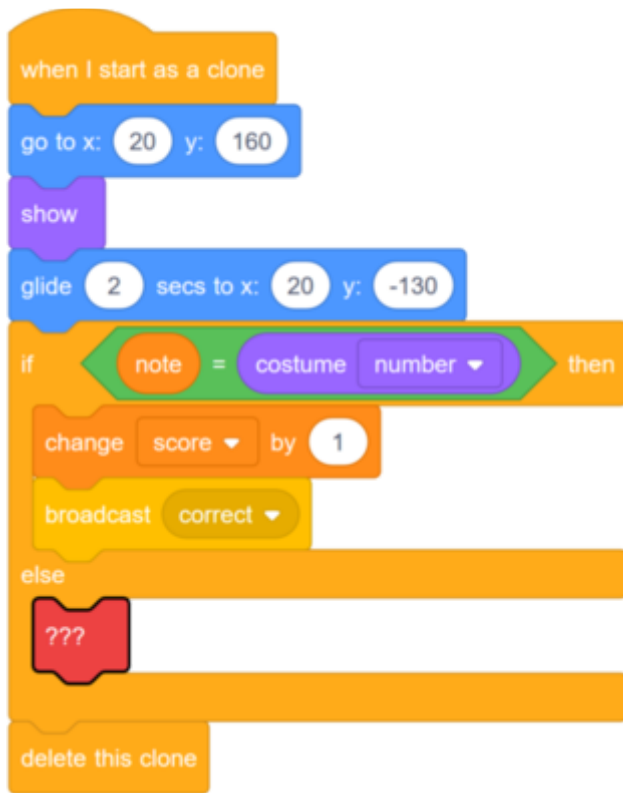 when I start as a clone
go to x: 20 y: 160
show
glide 2 secs to x: 20 y: -130
if note = costume number then
change score by 1
broadcast correct
else
???
delete this clone